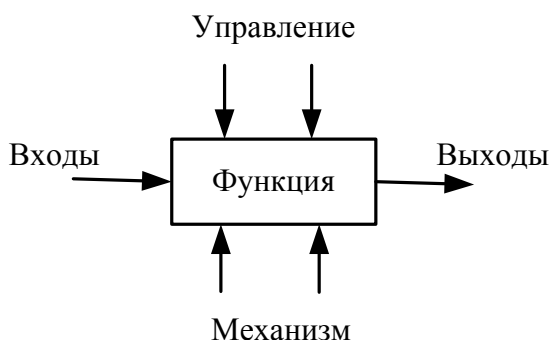 Управление
Входы
Выходы
Функция
Механизм